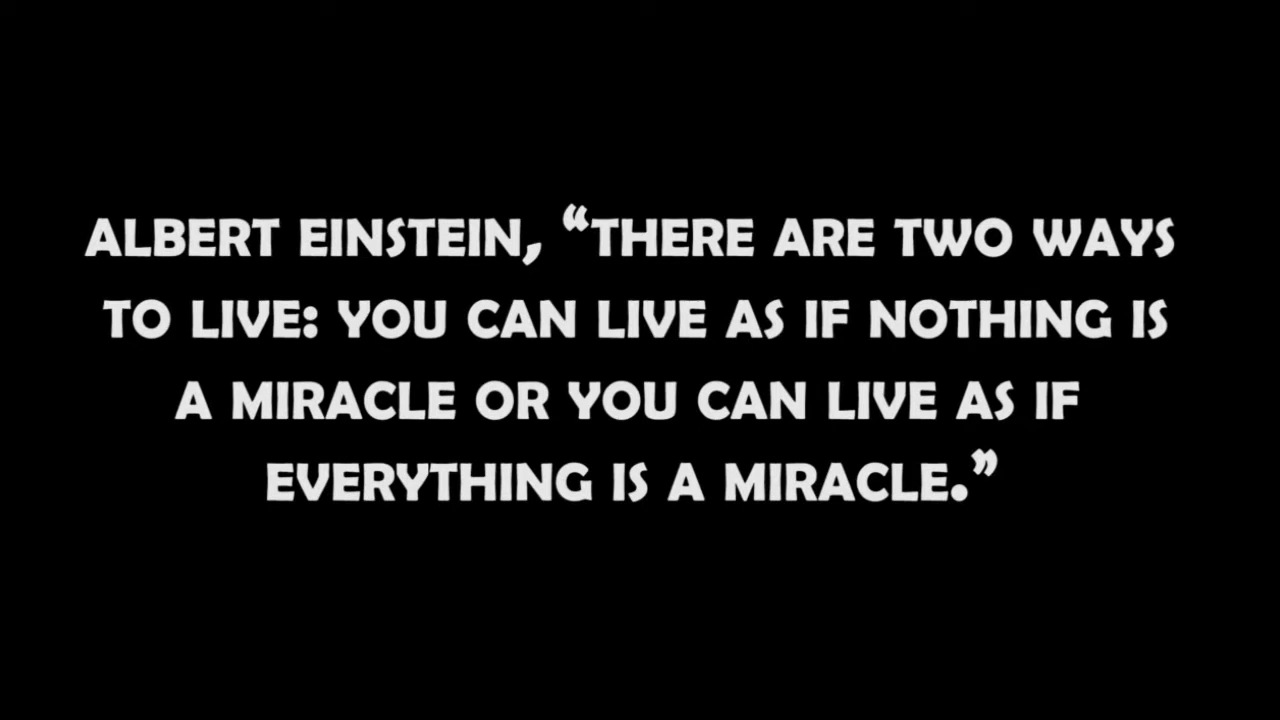 ALBERT EINSTEIN, “THERE ARE TWO WAYS
TO LIVE: YOU CAN LIVE AS IF NOTHING IS
A MIRACLE OR YOU CAN LIVE AS IF
EVERYTHING IS A MIRACLE.”